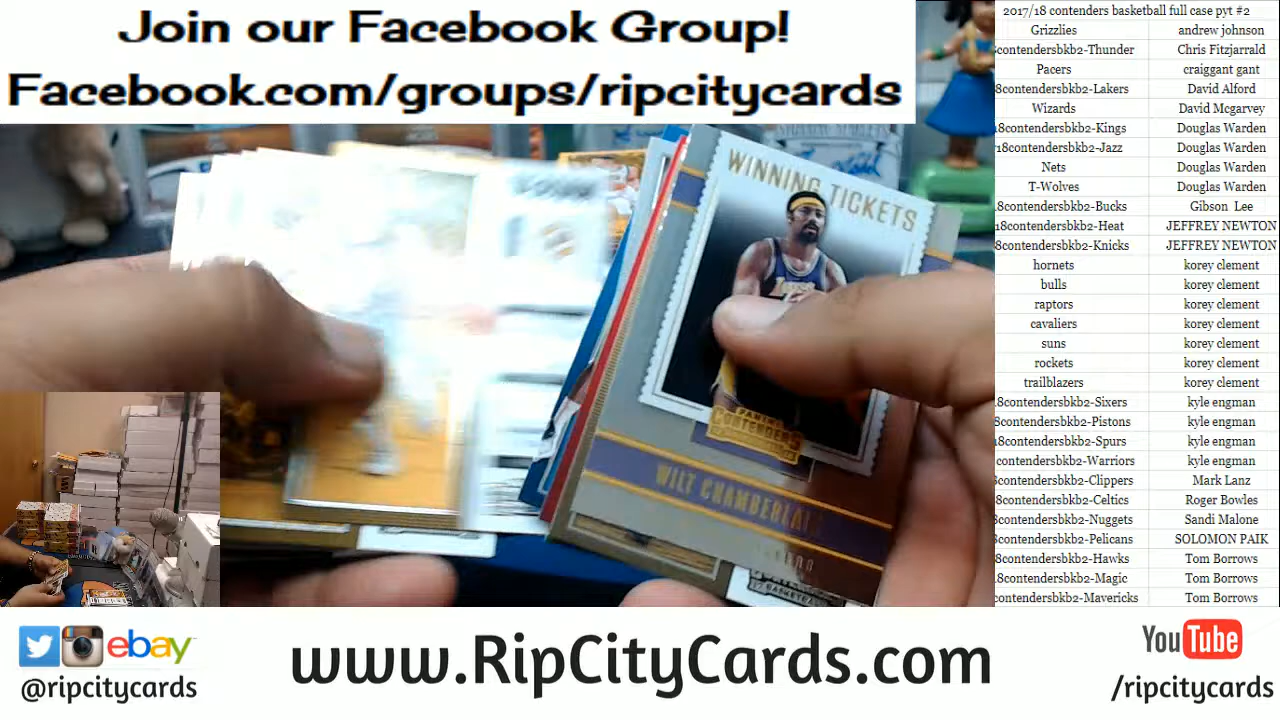 Join our Facebook Group!
Facebook.com/groups/ripcitycards
2017/18 contenders basketball full case pyt #2
Grizzlies andrew johnson
contendersbkb2-Thunder Chris Fitzjarrald
Pacers craiggant gant
8contendersbkb2-Lakers David Alford
Wizards David Mcgarvey
18contendersbkb2-Kings Douglas Warden
18contendersbkb2-Jazz Douglas Warden
Nets Douglas Warden
T-Wolves Douglas Warden
8contendersbkb2-Bucks Gibson Lee
18contendersbkb2-Heat JEFFREY NEWTON
8contendersbkb2-Knicks JEFFREY NEWTON
hornets korey clement
bulls korey clement
raptors korey clement
cavaliers korey clement
suns korey clement
rockets korey clement
trailblazers korey clement
8contendersbkb2-Sixers kyle engman
8contendersbkb2-Pistons kyle engman
8contendersbkb2-Spurs kyle engman
contendersbkb2-Warriors kyle engman
8contendersbkb2-Clippers Mark Lanz
8contendersbkb2-Celtics Roger Bowles
8contendersbkb2-Nuggets Sandi Malone
8contendersbkb2-Pelicans SOLOMON PAIK
8contendersbkb2-Hawks Tom Borrows
8contendersbkb2-Magic Tom Borrows
contendersbkb2-Mavericks Tom Borrows
WINNING TICKETS
PANINI
CONTENDERS
WILT CHAMBERLAI
ebay
@ripcitycards
www.RipCityCards.com
YouTube
/ripcitycards